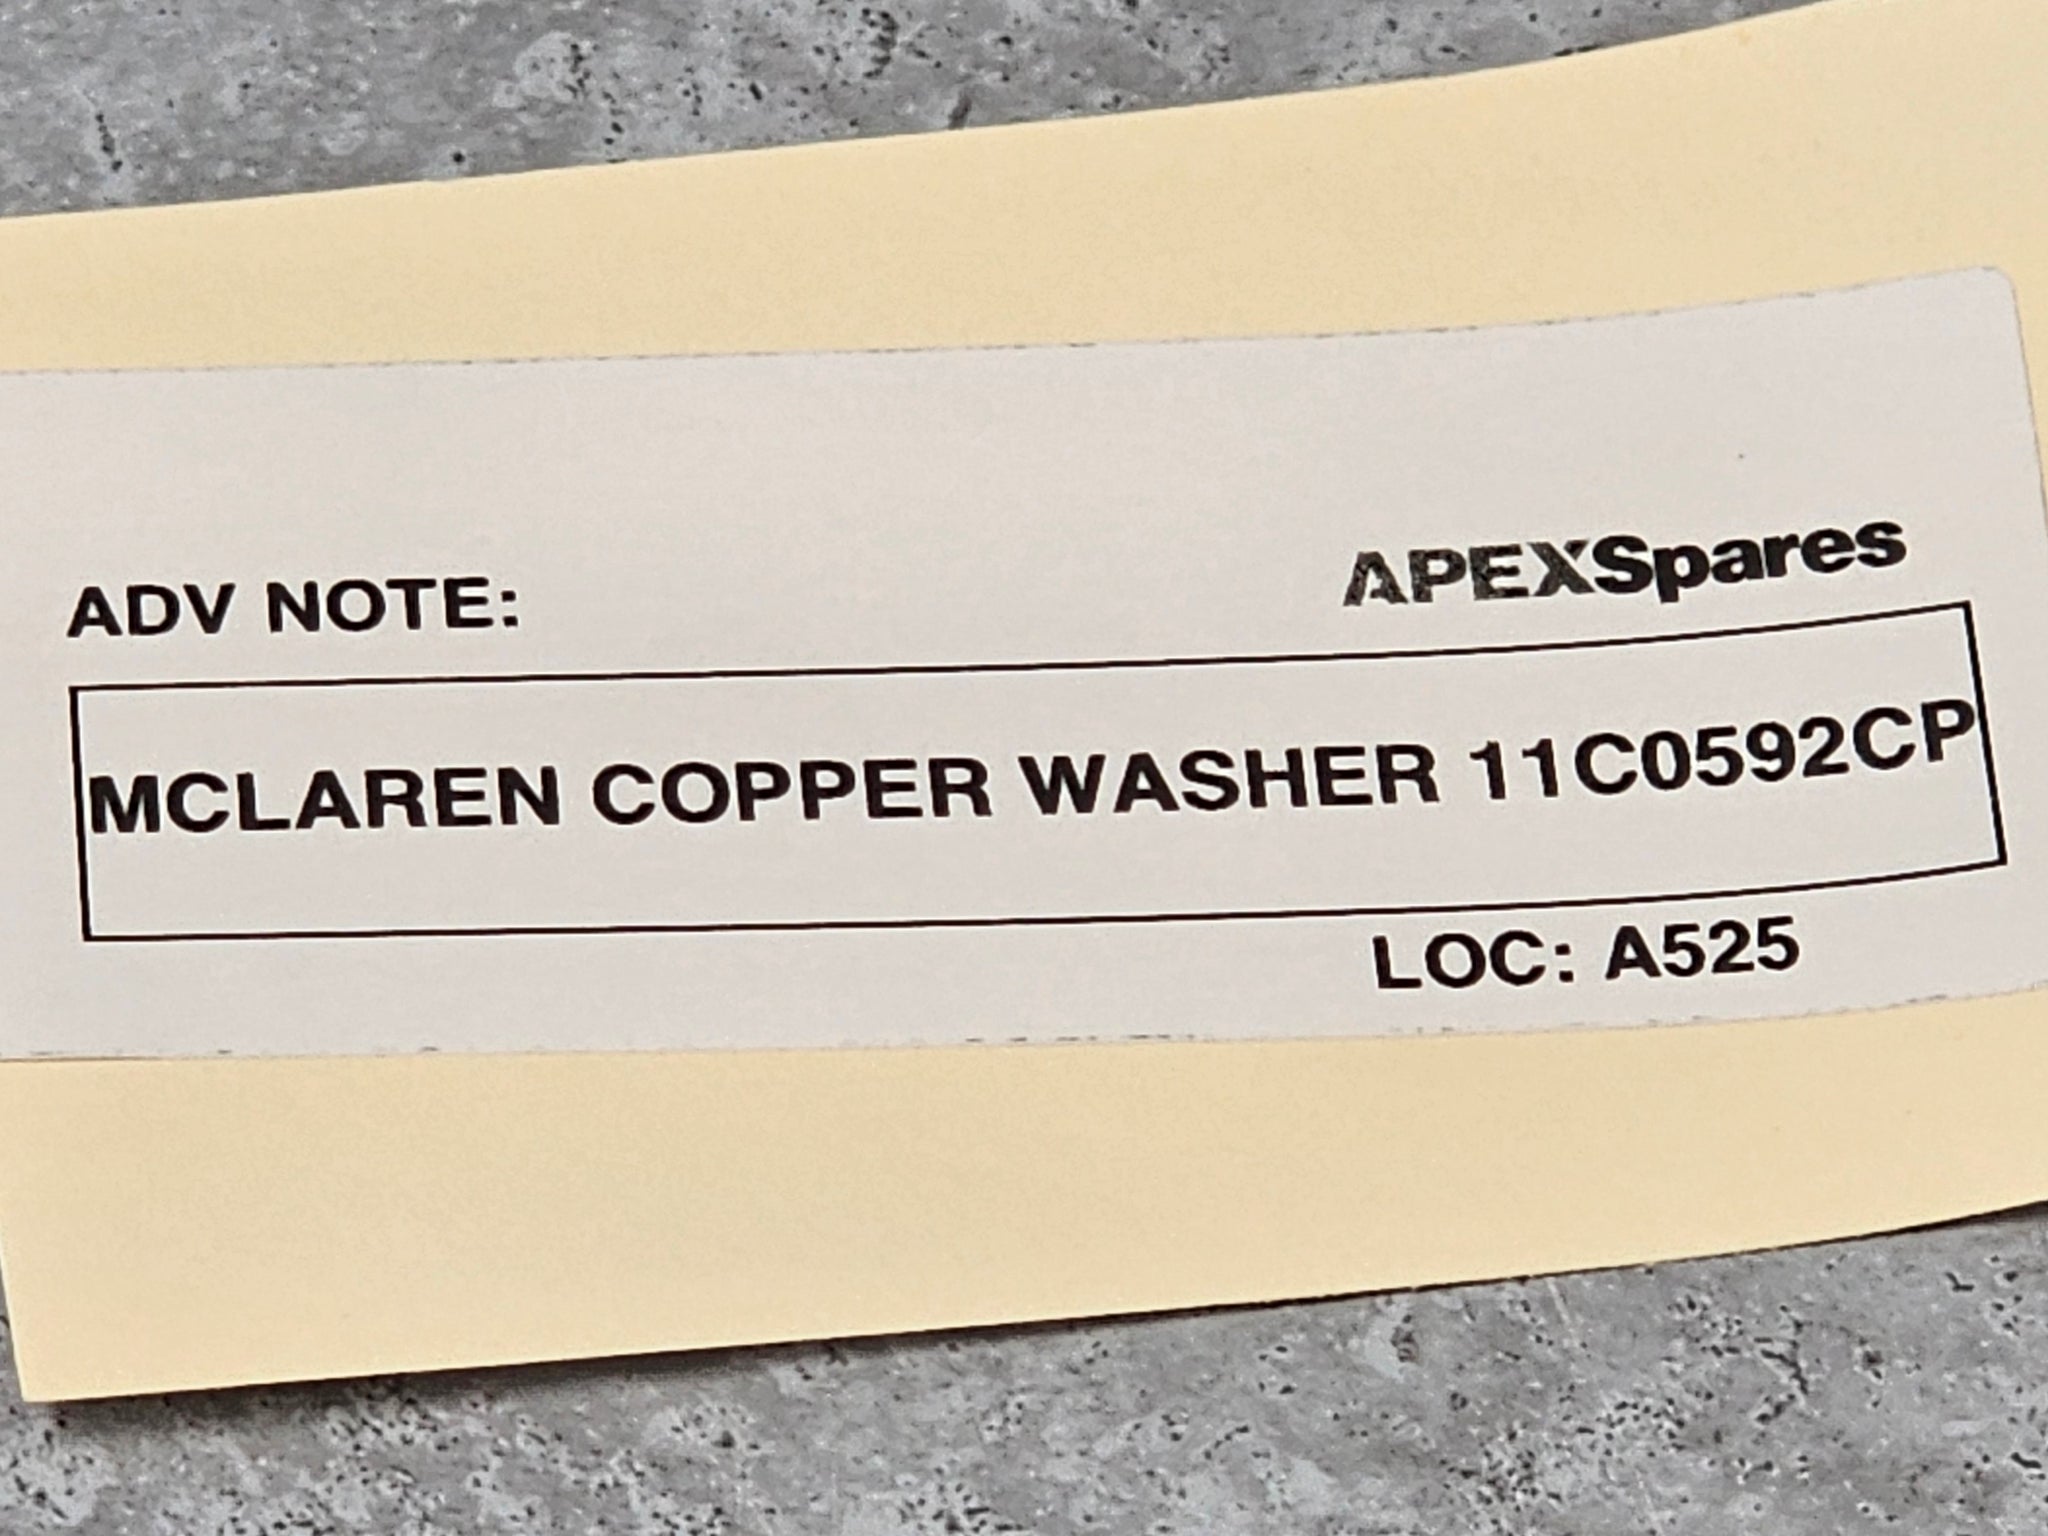 ADV NOTE:
APEXSpares
MCLAREN COPPER WASHER 11C0592CP
LOC: A525